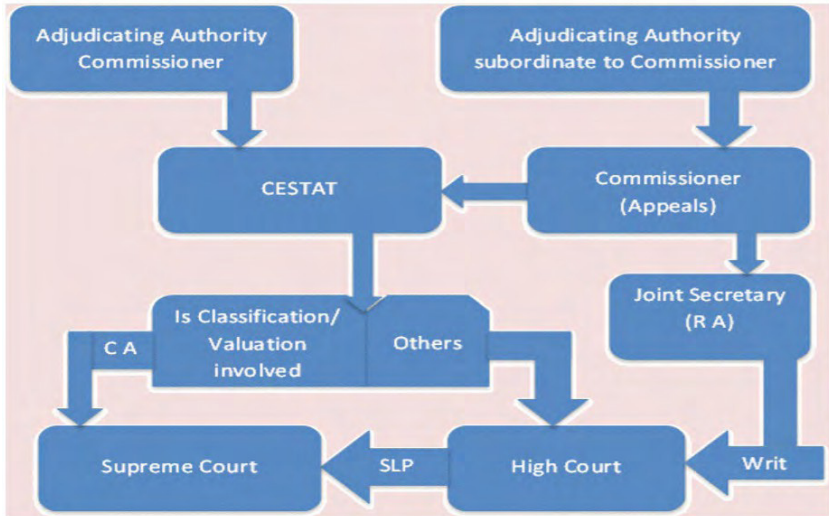 Adjudicating Authority
Commissioner
Adjudicating Authority
subordinate to Commissioner
CESTAT
Commissioner
(Appeals)
Joint Secretary
(R A)
C A
Is Classification/
Valuation
involved
Others
Supreme Court
SLP
High Court
Writ